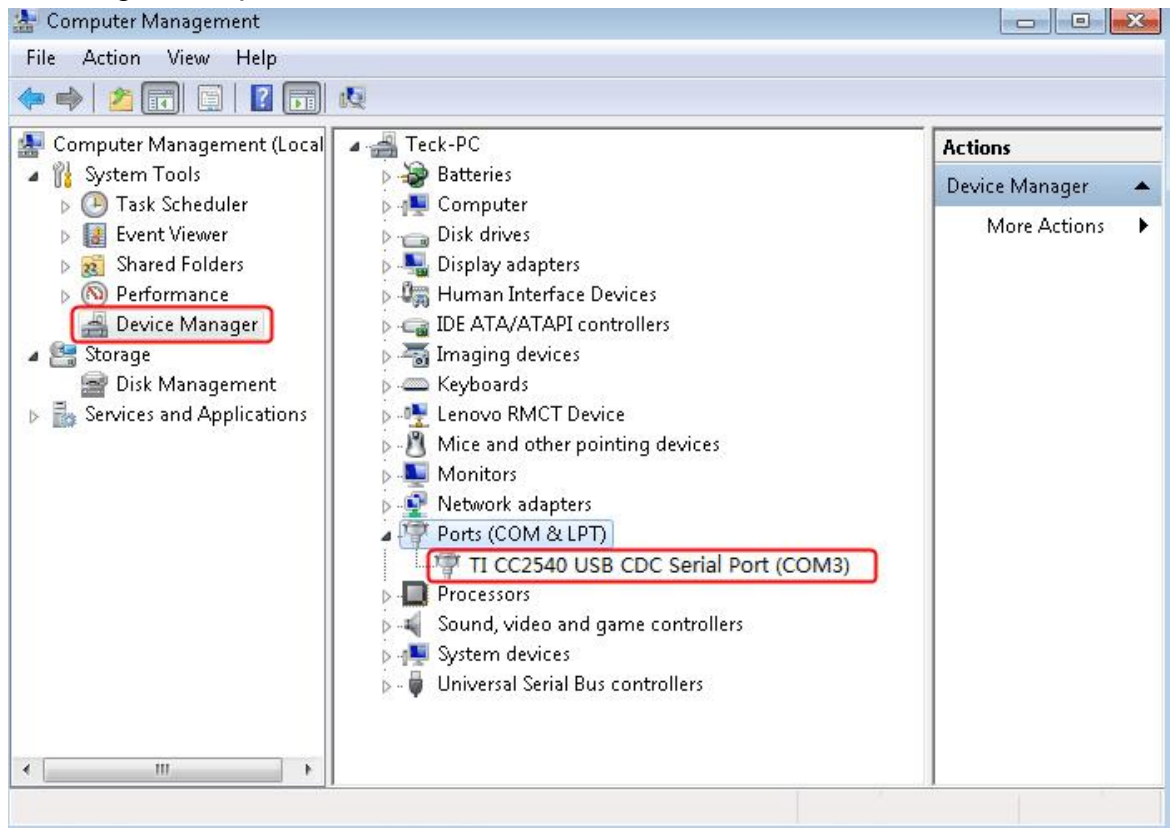 Computer Management
File Action View Help
Computer Management (Local
System Tools
Task Scheduler
Event Viewer
Shared Folders
Performance
Device Manager
Storage
Disk Management
Services and Applications
Teck-PC
Batteries
Computer
Disk drives
Display adapters
Human Interface Devices
IDE ATA/ATAPI controllers
Imaging devices
Keyboards
Lenovo RMCT Device
Mice and other pointing devices
Monitors
Network adapters
Ports (COM & LPT)
TI CC2540 USB CDC Serial Port (COM3)
Processors
Sound, video and game controllers
System devices
Universal Serial Bus controllers
Actions
Device Manager
More Actions